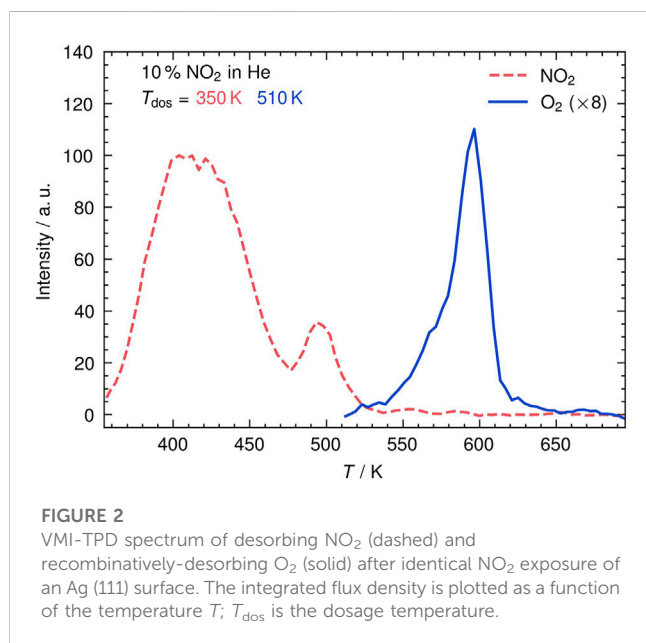 140
120
100
80
60
40
20
0
Intensity / a.u.
10 % NO₂ in He
T_dos = 350 K 510 K
NO₂
O₂ (×8)
400 450 500 550 600 650
T / K
FIGURE 2
VMI-TPD spectrum of desorbing NO₂ (dashed) and
recombinatively-desorbing O₂ (solid) after identical NO₂ exposure of
an Ag (111) surface. The integrated flux density is plotted as a function
of the temperature T; T_dos is the dosage temperature.